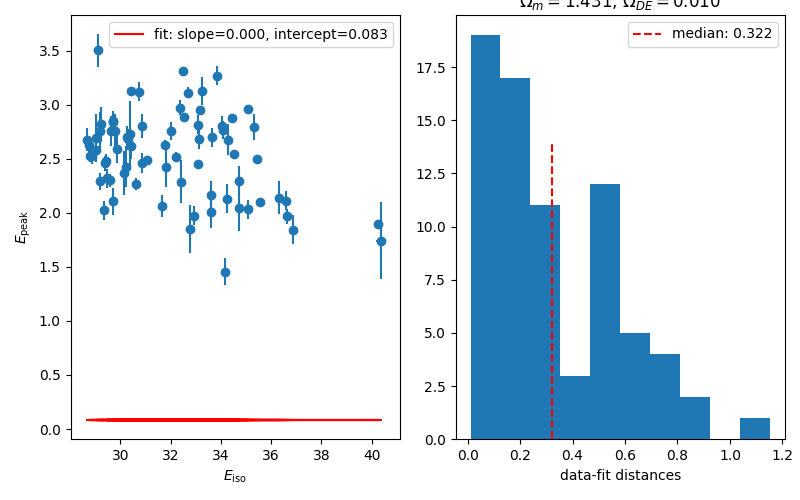 fit: slope=0.000, intercept=0.083
3.5
3.0
2.5
2.0
1.5
1.0
0.5
0.0
E_peak
30 32 34 36 38 40
E_iso
Ω_m = 1.431, Ω_DE = 0.010
median: 0.322
17.5
15.0
12.5
10.0
7.5
5.0
2.5
0.0
0.0 0.2 0.4 0.6 0.8 1.0 1.2
data-fit distances